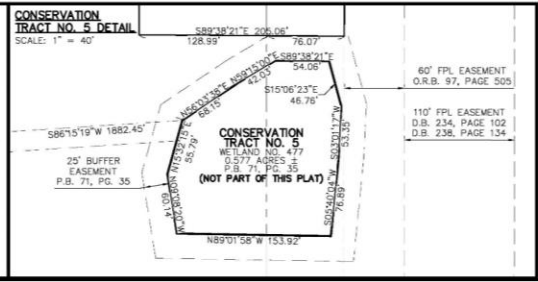 CONSERVATION
TRACT NO. 5 DETAIL
SCALE: 1" = 40'
S89°38'21"E 205.06'
128.99'
76.07'
S89°38'21"E
54.06'
N59°15'00"E
42.03'
S15°06'23"E
46.76'
N56°03'38"E
68.15'
60' FPL EASEMENT
O.R.B. 97, PAGE 505
110' FPL EASEMENT
D.B. 234, PAGE 102
D.B. 238, PAGE 134
S86°15'19"W 1882.45'
N15°52'15"E
55.79'
CONSERVATION
TRACT NO. 5
WETLAND NO. 477
0.577 ACRES ±
P.B. 71, PG. 35
(NOT PART OF THIS PLAT)
S03°01'17"W
53.35'
25' BUFFER
EASEMENT
P.B. 71, PG. 35
60.14'
S05°40'04"W
76.89'
N89°01'58"W 153.92'